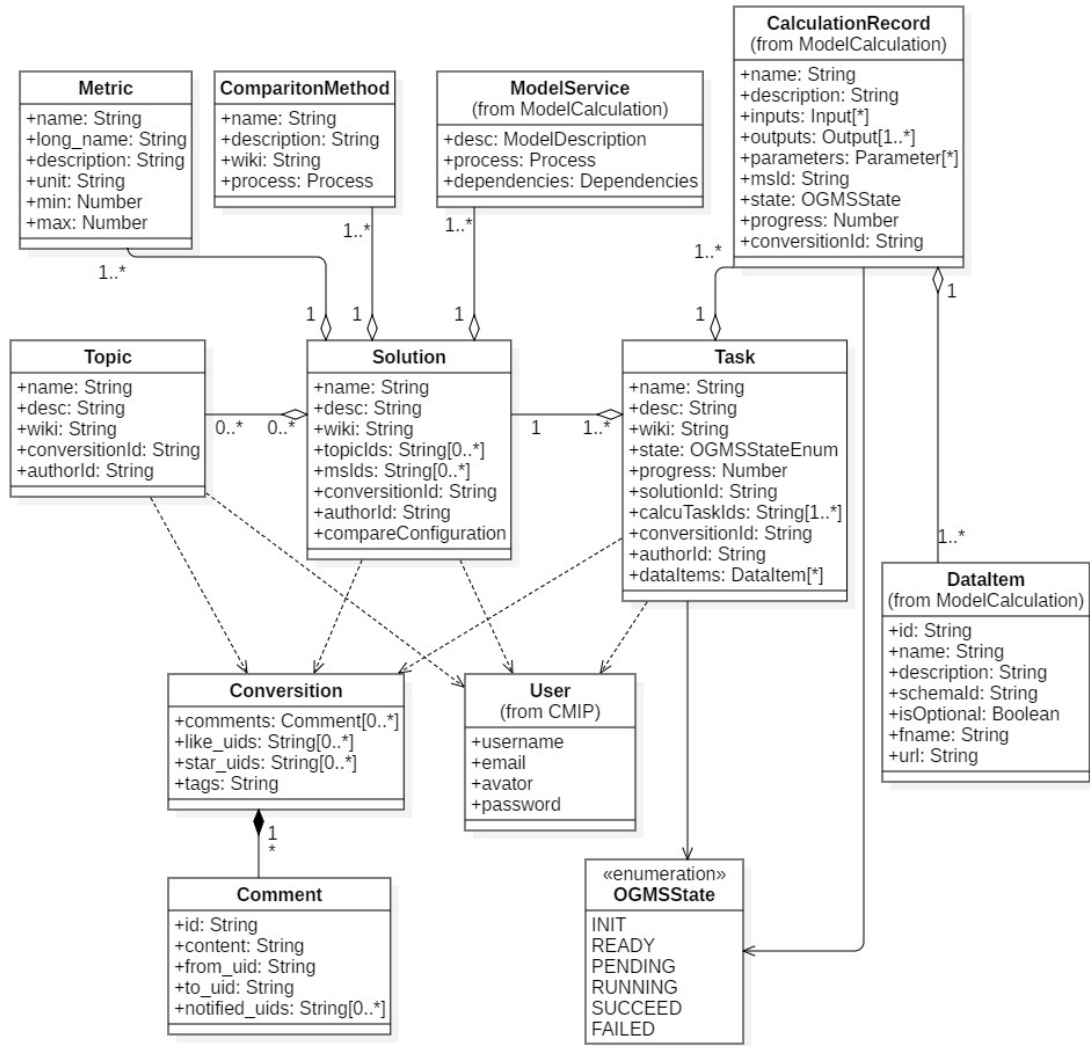 CalculationRecord
(from ModelCalculation)
+name: String
+description: String
+inputs: Input[*]
+outputs: Output[1..*]
+parameters: Parameter[*]
+msId: String
+state: OGMSState
+progress: Number
+conversitionId: String
Metric
+name: String
+long_name: String
+description: String
+unit: String
+min: Number
+max: Number
ComparitonMethod
+name: String
+description: String
+wiki: String
+process: Process
ModelService
(from ModelCalculation)
+desc: ModelDescription
+process: Process
+dependencies: Dependencies
1..*
1..*
1..*
1..*
1
1
1
1
1
Topic
+name: String
+desc: String
+wiki: String
+conversitionId: String
+authorId: String
0..*
0..*
Solution
+name: String
+desc: String
+wiki: String
+topicIds: String[0..*]
+msIds: String[0..*]
+conversitionId: String
+authorId: String
+compareConfiguration
1
1..*
Task
+name: String
+desc: String
+wiki: String
+state: OGMSStateEnum
+progress: Number
+solutionId: String
+calcuTaskIds: String[1..*]
+conversitionId: String
+authorId: String
+dataItems: DataItem[*]
1..*
DataItem
(from ModelCalculation)
+id: String
+name: String
+description: String
+schemaId: String
+isOptional: Boolean
+fname: String
+url: String
Conversition
+comments: Comment[0..*]
+like_uids: String[0..*]
+star_uids: String[0..*]
+tags: String
User
(from CMIP)
+username
+email
+avator
+password
1
*
Comment
+id: String
+content: String
+from_uid: String
+to_uid: String
+notified_uids: String[0..*]
«enumeration»
OGMSState
INIT
READY
PENDING
RUNNING
SUCCEED
FAILED